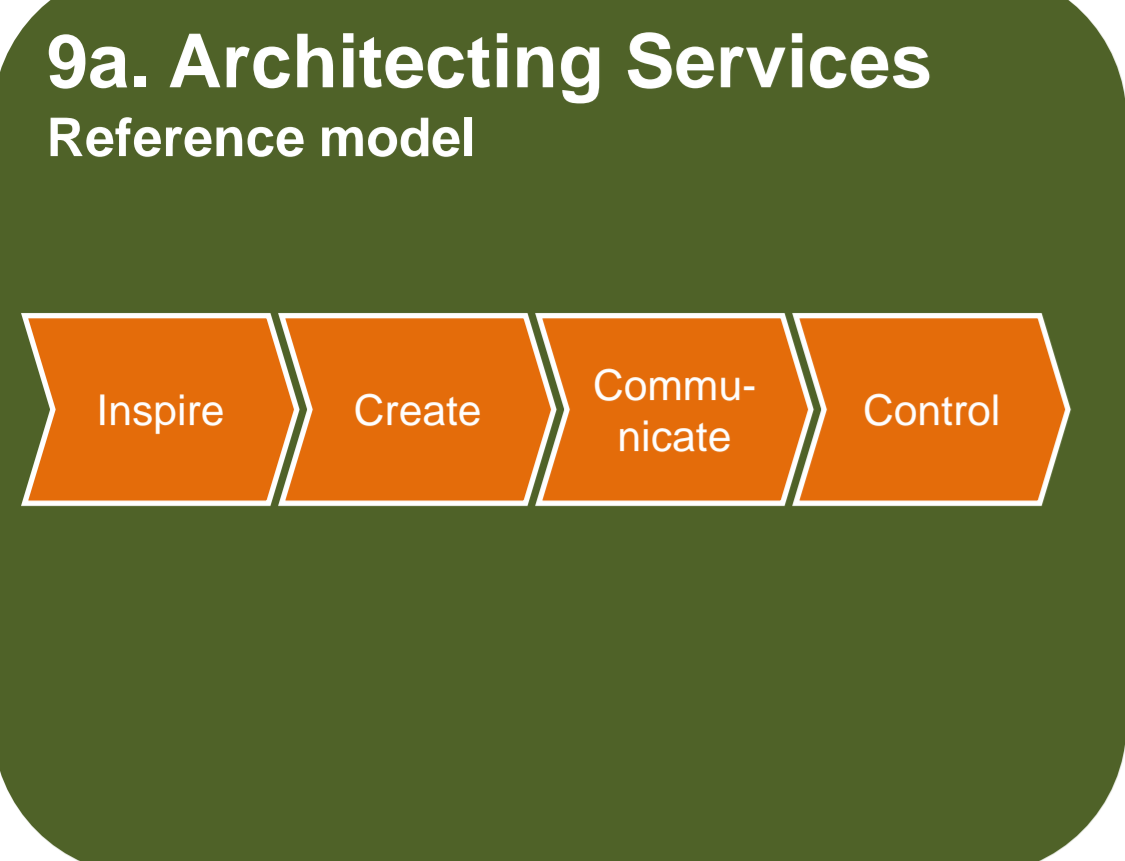 9a. Architecting Services
Reference model
Inspire
Create
Commu-
nicate
Control